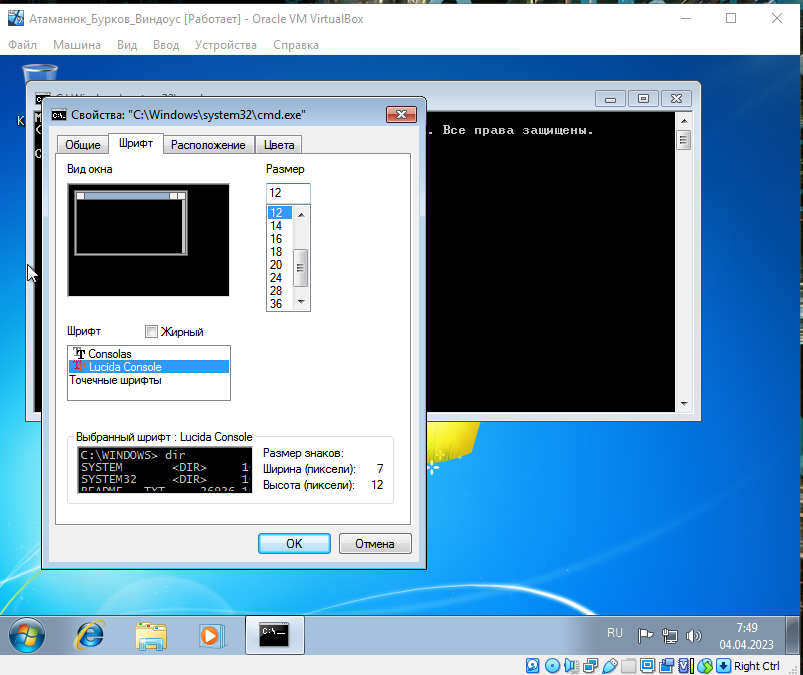 Атаманюк_Бурков_Виндоус [Работает] - Oracle VM VirtualBox
Файл Машина Вид Ввод Устройства Справка
Свойства: "C:\Windows\system32\cmd.exe"
. Все права защищены.
Общие Шрифт Расположение Цвета
Вид окна
Размер
12
12
14
16
18
20
24
28
36
Шрифт
Жирный
Consolas
Lucida Console
Точечные шрифты
Выбранный шрифт : Lucida Console
C:\WINDOWS> dir
SYSTEM <DIR> 1
SYSTEM32 <DIR> 1
README TXT 26926 1
Размер знаков:
Ширина (пиксели): 7
Высота (пиксели): 12
OK Отмена
C:\_
RU
7:49
04.04.2023
Right Ctrl